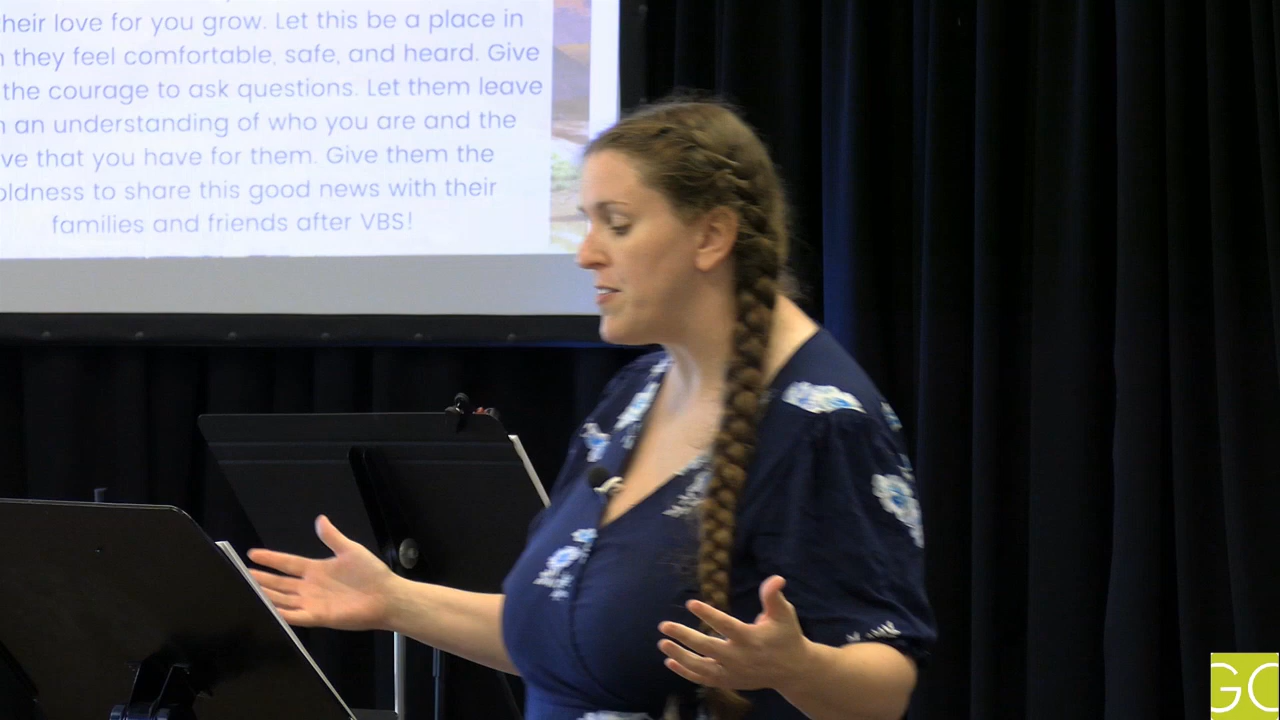 their love for you grow. Let this be a place in
they feel comfortable, safe, and heard. Give
the courage to ask questions. Let them leave
an understanding of who you are and the
that you have for them. Give them the
to share this good news with their
families and friends after VBS!
GO